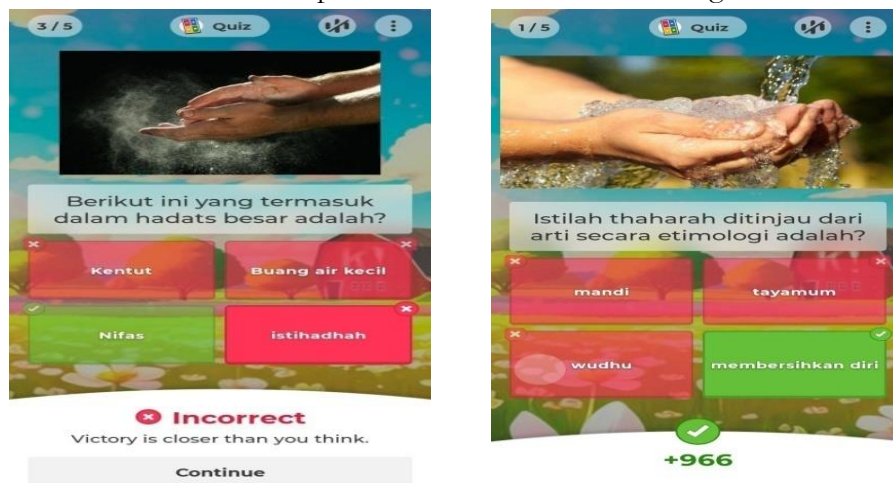 3 / 5
Quiz
Berikut ini yang termasuk
dalam hadats besar adalah?
Kentut
Buang air kecil
Nifas
istihadhah
Incorrect
Victory is closer than you think.
Continue
1 / 5
Quiz
Istilah thaharah ditinjau dari
arti secara etimologi adalah?
mandi
tayamum
wudhu
membersihkan diri
+966